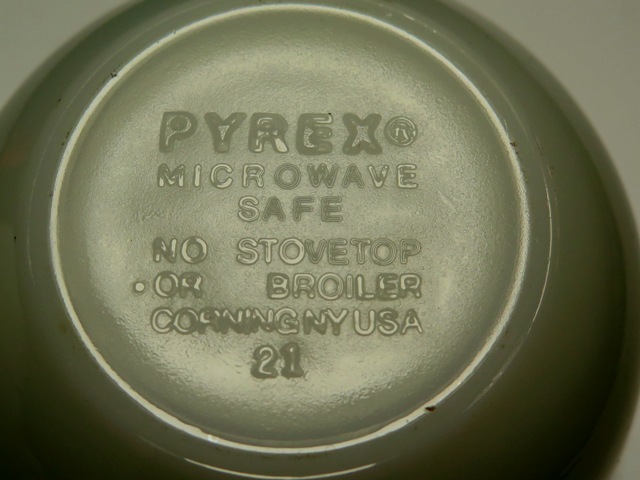 PYREX®
MICROWAVE
SAFE
NO STOVETOP
OR BROILER
CORNING NY USA
21